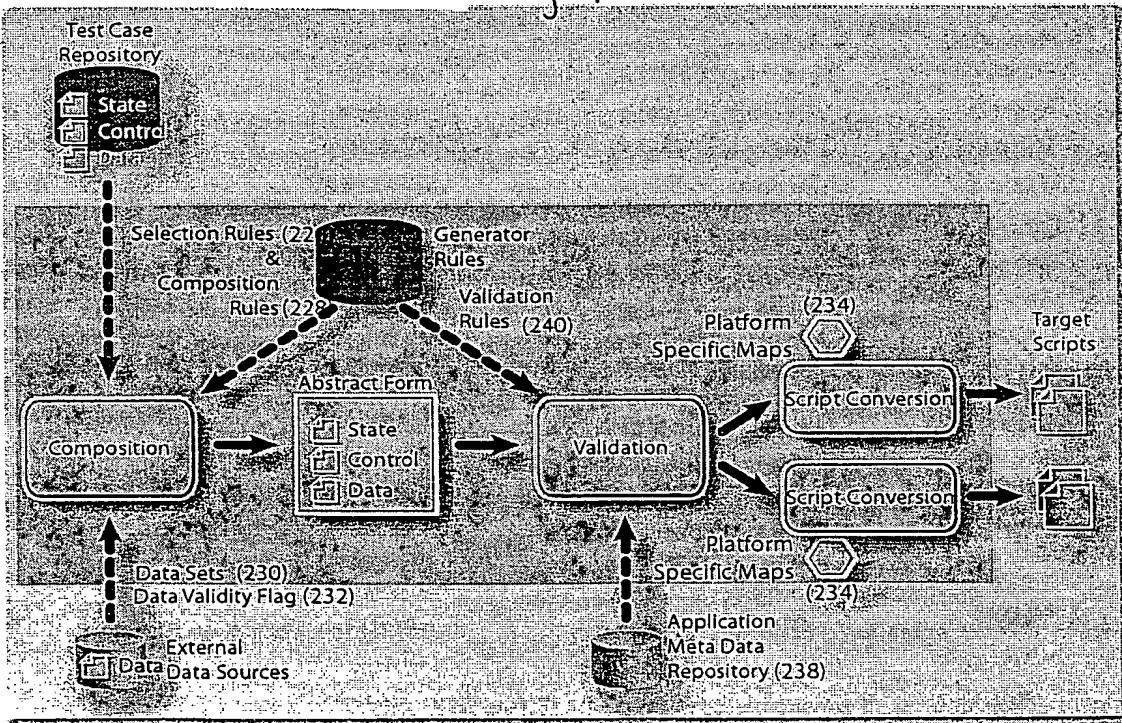 Test Case
Repository
State
Contro
Data
Selection Rules (22
&
Composition
Rules (228
Generator
Rules
Validation
Rules (240)
(234)
Platform
Specific Maps
Target
Scripts
Abstract Form
Composition
State
Control
Data
Validation
Script Conversion
Script Conversion
Platform
Specific Maps
(234)
Data Sets (230)
Data Validity Flag (232)
External
Data Data Sources
Application
Meta Data
Repository (238)